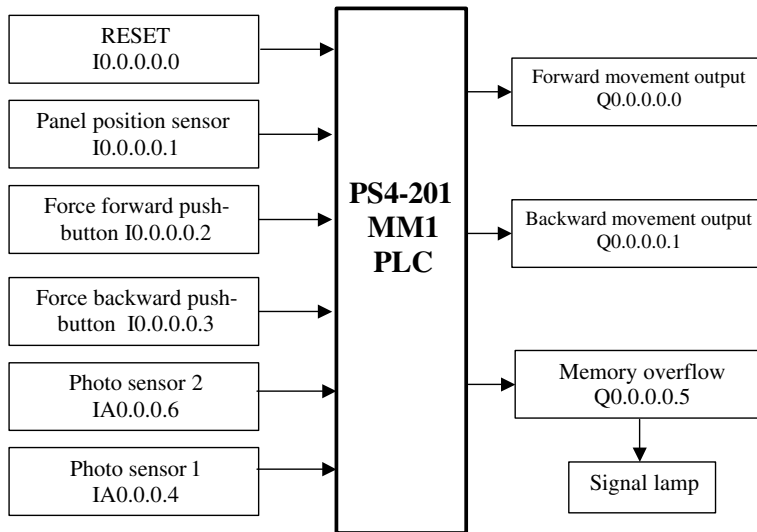 RESET
I0.0.0.0.0
Panel position sensor
I0.0.0.0.1
Force forward push-
button I0.0.0.0.2
Force backward push-
button I0.0.0.0.3
Photo sensor 2
IA0.0.0.6
Photo sensor 1
IA0.0.0.4
PS4-201
MM1
PLC
Forward movement output
Q0.0.0.0.0
Backward movement output
Q0.0.0.0.1
Memory overflow
Q0.0.0.0.5
Signal lamp